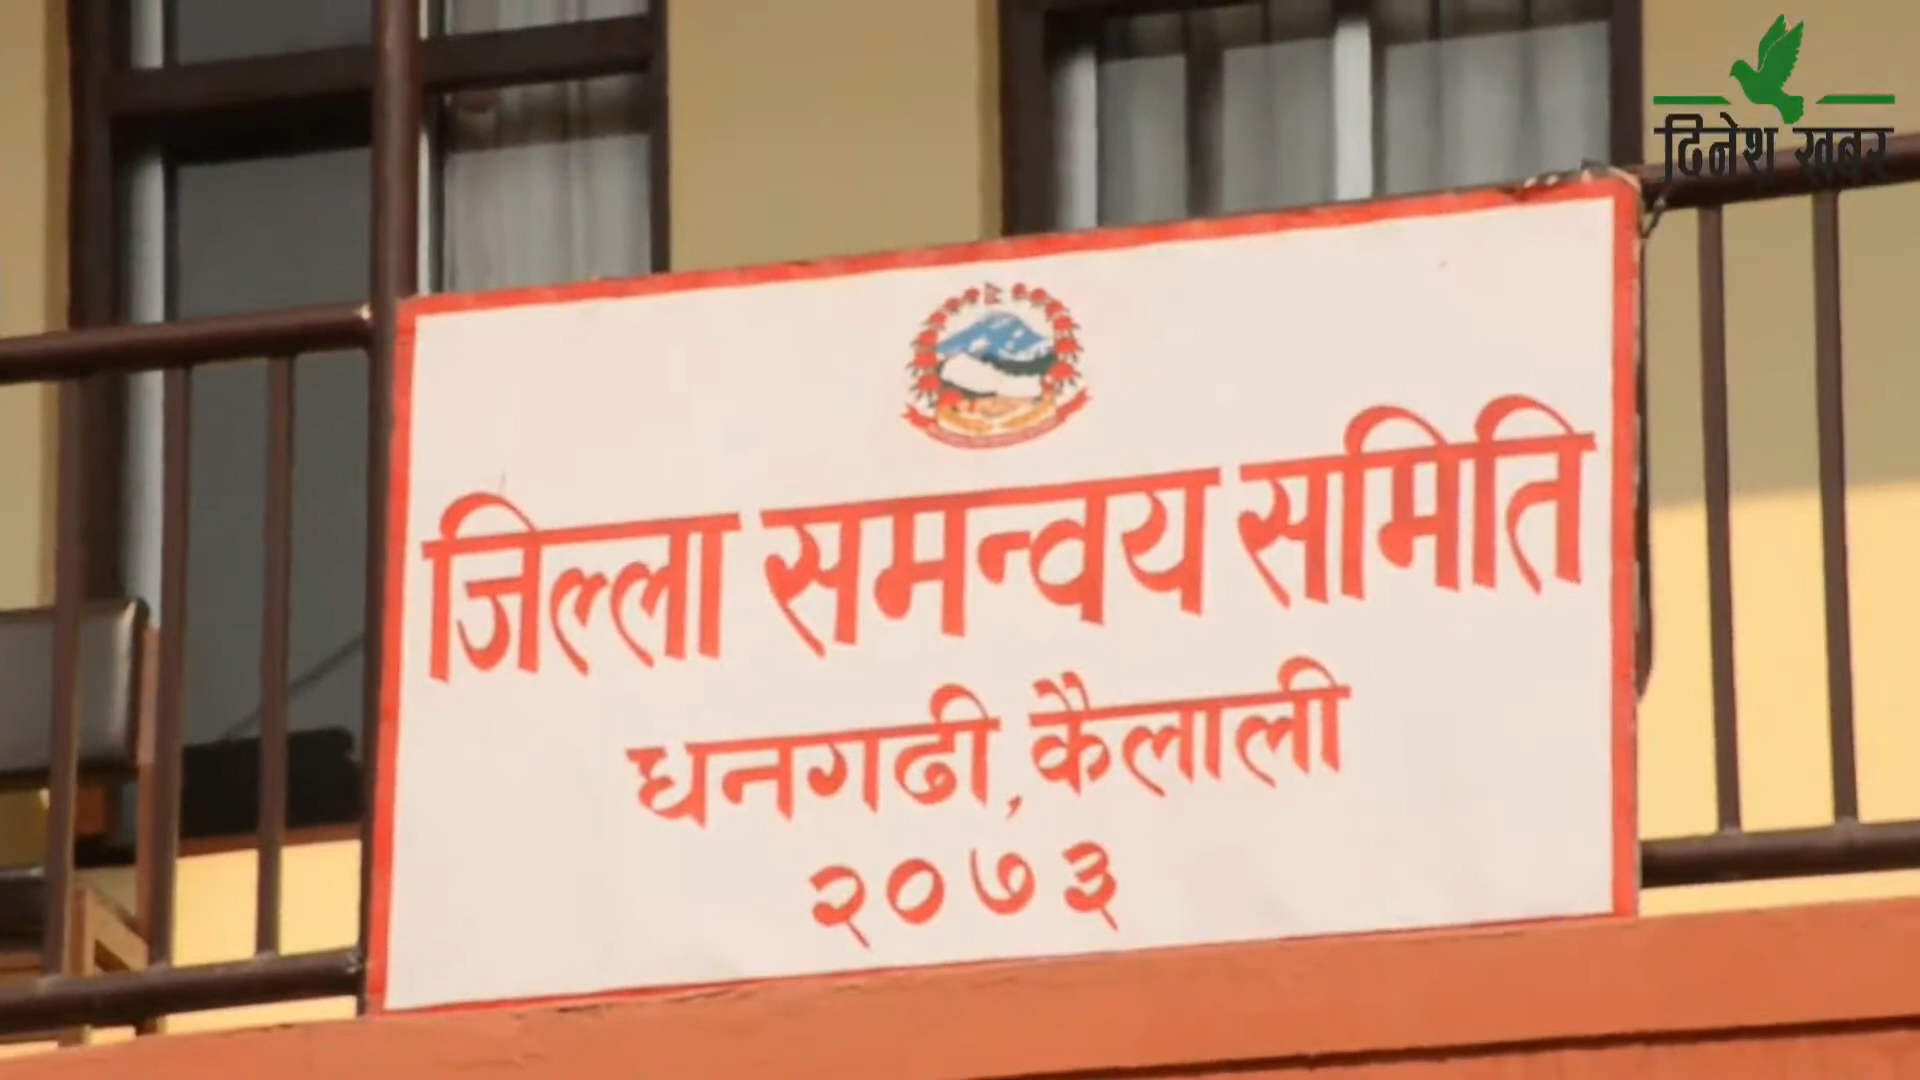 दिनेश खबर
जिल्ला समन्वय समिति
धनगढी, कैलाली
२०७३